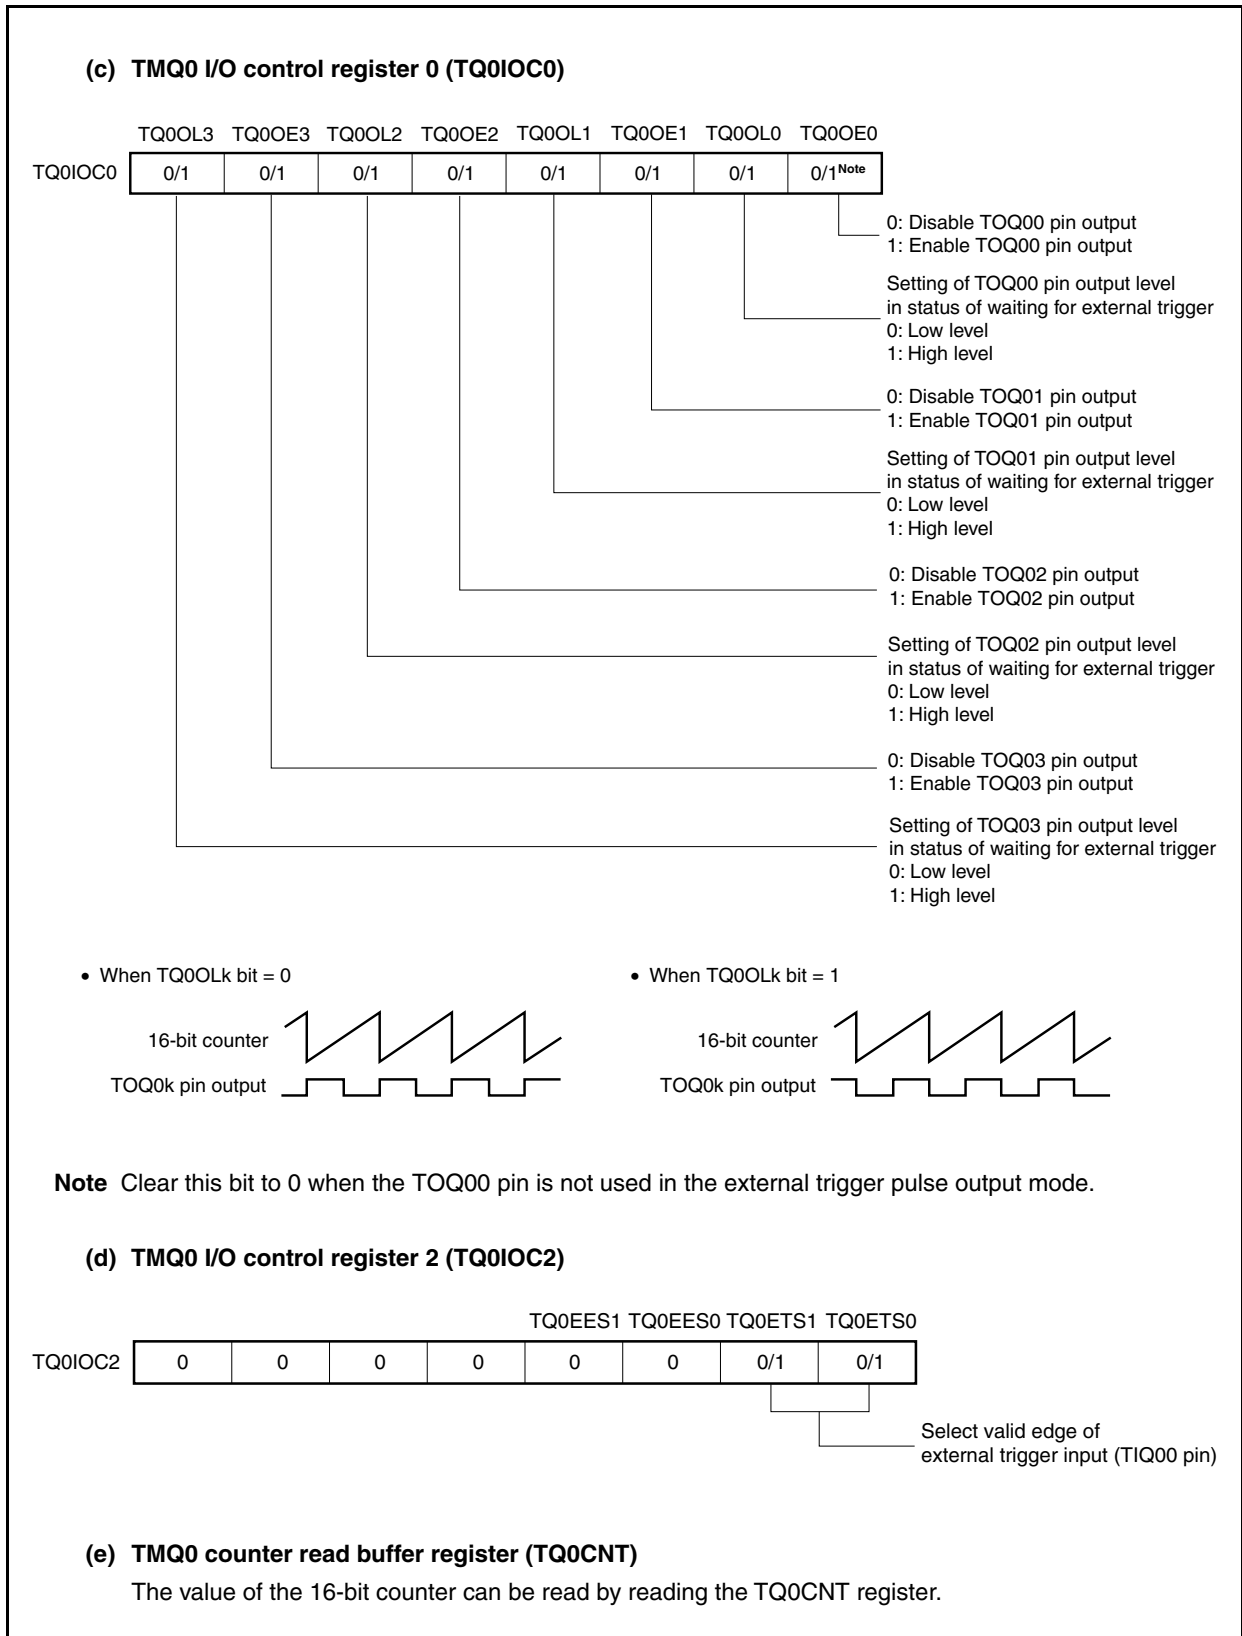 (c) TMQ0 I/O control register 0 (TQ0IOC0)
TQ0OL3 TQ0OE3 TQ0OL2 TQ0OE2 TQ0OL1 TQ0OE1 TQ0OL0 TQ0OE0
TQ0IOC0 0/1 0/1 0/1 0/1 0/1 0/1 0/1 0/1Note
0: Disable TOQ00 pin output
1: Enable TOQ00 pin output
Setting of TOQ00 pin output level
in status of waiting for external trigger
0: Low level
1: High level
0: Disable TOQ01 pin output
1: Enable TOQ01 pin output
Setting of TOQ01 pin output level
in status of waiting for external trigger
0: Low level
1: High level
0: Disable TOQ02 pin output
1: Enable TOQ02 pin output
Setting of TOQ02 pin output level
in status of waiting for external trigger
0: Low level
1: High level
0: Disable TOQ03 pin output
1: Enable TOQ03 pin output
Setting of TOQ03 pin output level
in status of waiting for external trigger
0: Low level
1: High level
• When TQ0OLk bit = 0
16-bit counter
TOQ0k pin output
• When TQ0OLk bit = 1
16-bit counter
TOQ0k pin output
Note Clear this bit to 0 when the TOQ00 pin is not used in the external trigger pulse output mode.
(d) TMQ0 I/O control register 2 (TQ0IOC2)
TQ0EES1 TQ0EES0 TQ0ETS1 TQ0ETS0
TQ0IOC2 0 0 0 0 0 0 0/1 0/1
Select valid edge of
external trigger input (TIQ00 pin)
(e) TMQ0 counter read buffer register (TQ0CNT)
The value of the 16-bit counter can be read by reading the TQ0CNT register.